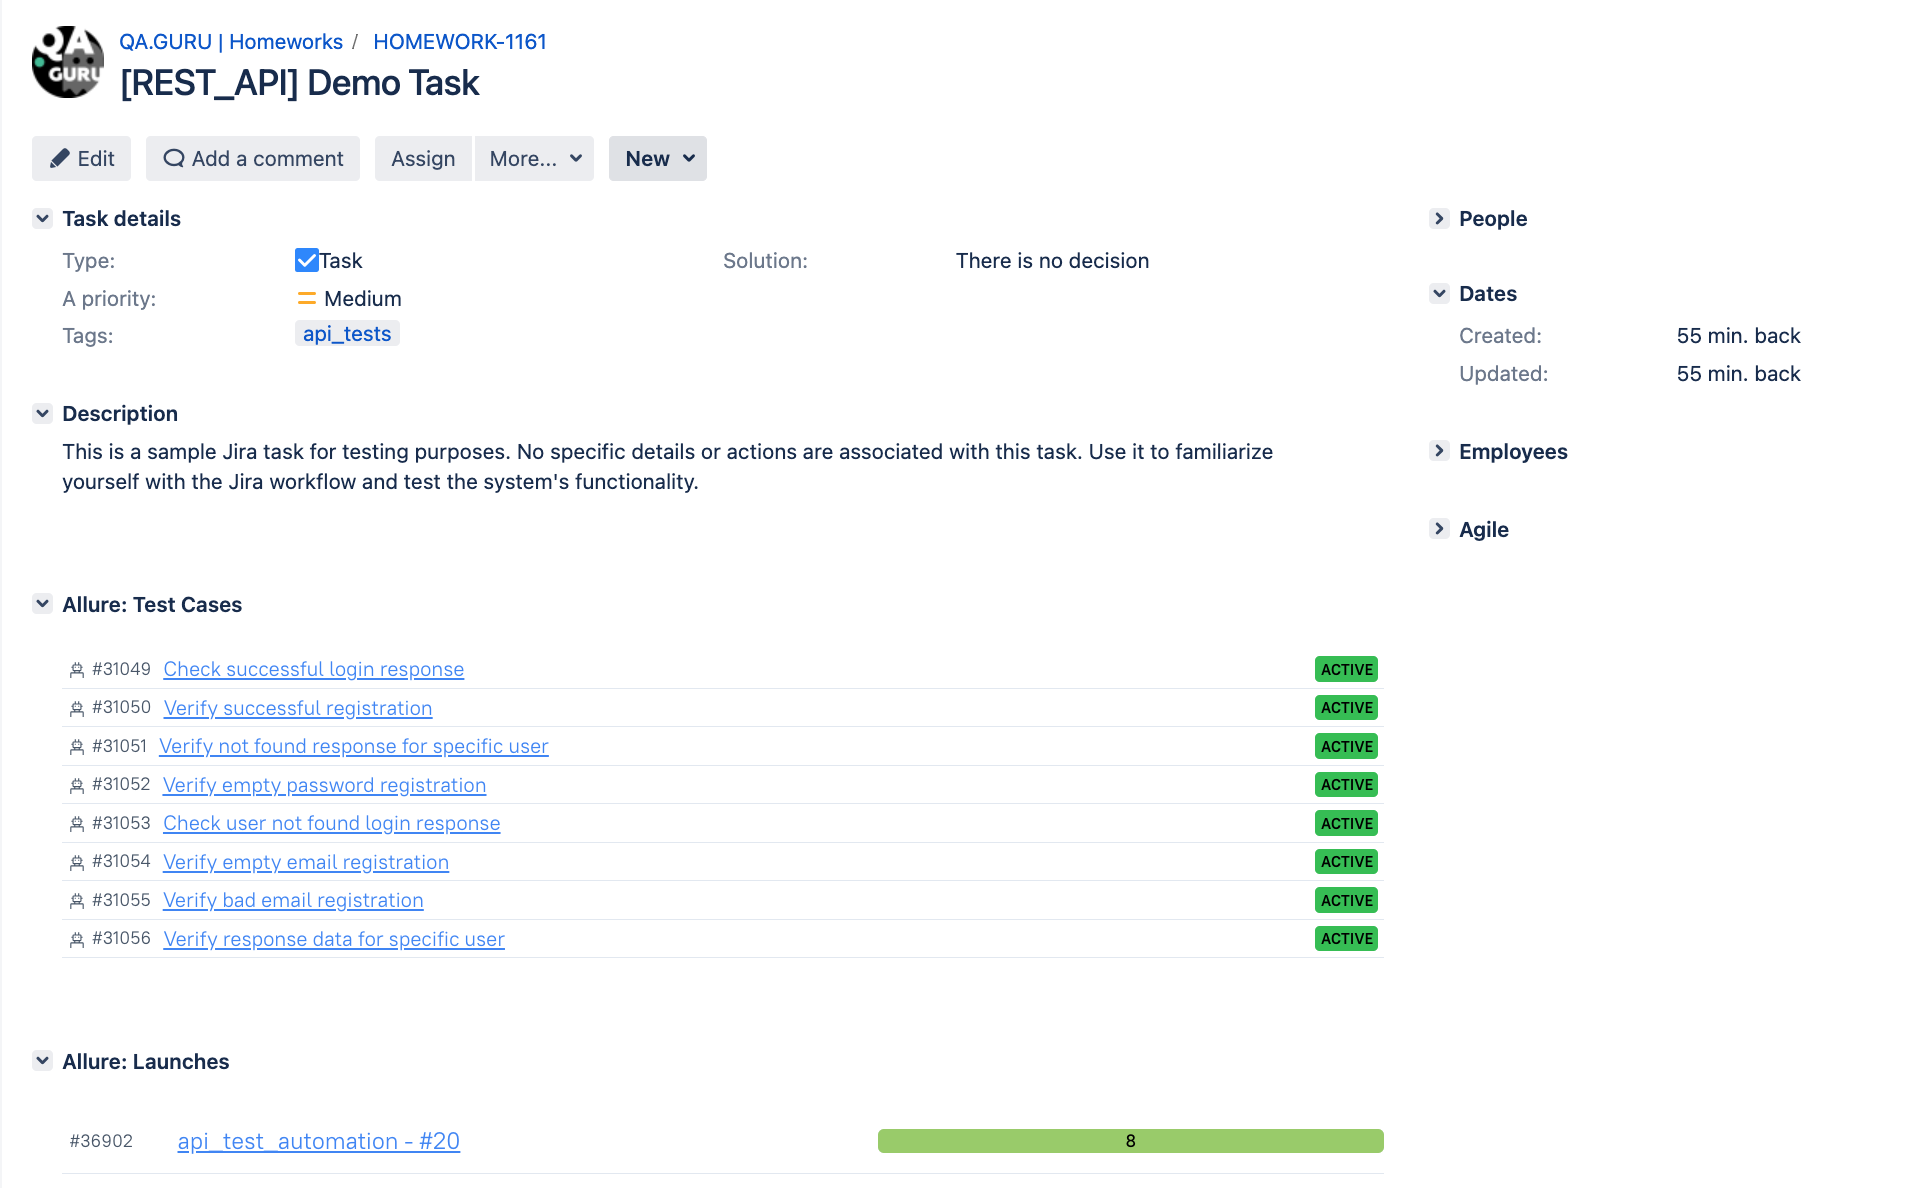 QA
GURU
QA.GURU | Homeworks / HOMEWORK-1161
[REST_API] Demo Task
Edit
Add a comment
Assign
More...
New
Task details
Type: Task
Solution: There is no decision
A priority: Medium
Tags: api_tests
Description
This is a sample Jira task for testing purposes. No specific details or actions are associated with this task. Use it to familiarize
yourself with the Jira workflow and test the system's functionality.
Allure: Test Cases
#31049 Check successful login response ACTIVE
#31050 Verify successful registration ACTIVE
#31051 Verify not found response for specific user ACTIVE
#31052 Verify empty password registration ACTIVE
#31053 Check user not found login response ACTIVE
#31054 Verify empty email registration ACTIVE
#31055 Verify bad email registration ACTIVE
#31056 Verify response data for specific user ACTIVE
Allure: Launches
#36902 api_test_automation - #20 8
People
Dates
Created: 55 min. back
Updated: 55 min. back
Employees
Agile